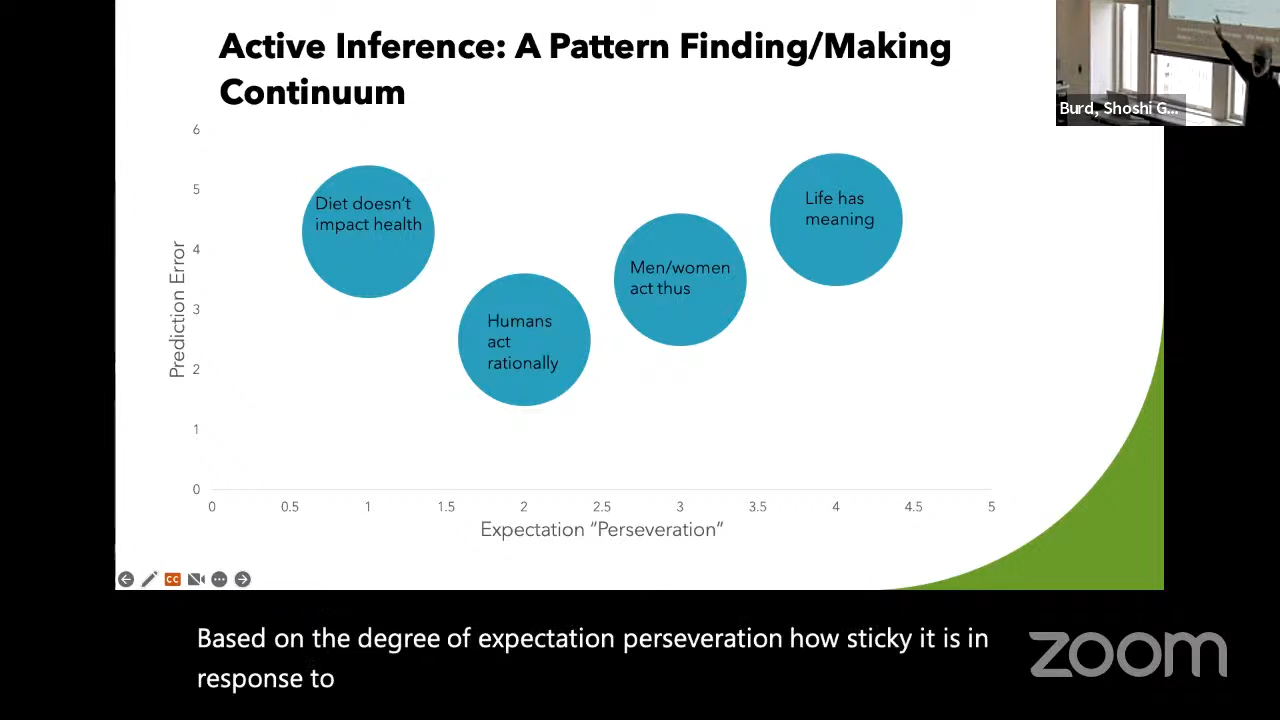 Active Inference: A Pattern Finding/Making
Continuum
Burd, Shoshi G...
6
5
4
3
2
1
0
Prediction Error
Diet doesn't
impact health
Humans
act
rationally
Men/women
act thus
Life has
meaning
0 0.5 1 1.5 2 2.5 3 3.5 4 4.5 5
Expectation “Perseveration”
CC
Based on the degree of expectation perseveration how sticky it is in
response to
zoom